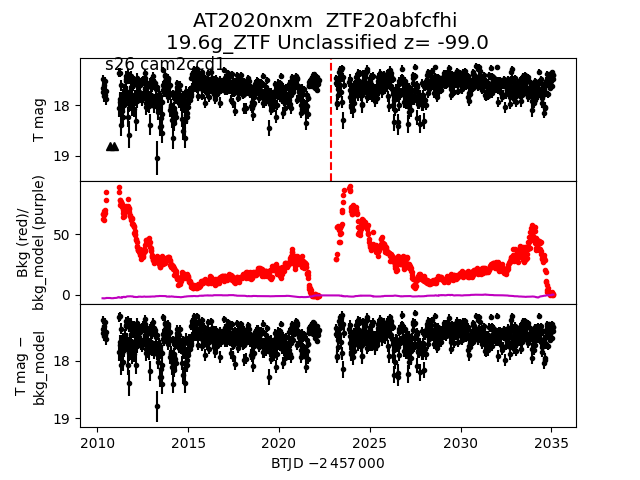 AT2020nxm  ZTF20abfcfhi
19.6g_ZTF Unclassified z= -99.0
s26 cam2ccd1
T mag
18
19
Bkg (red)/
bkg_model (purple)
50
0
T mag −
bkg_model
18
19
2010 2015 2020 2025 2030 2035
BTJD −2 457 000